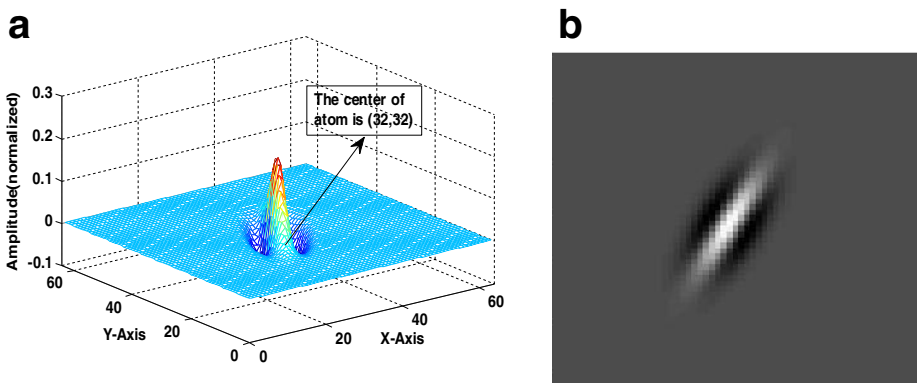 a
b
0.3
0.2
0.1
0
-0.1
Amplitude(normalized)
The center of
atom is (32,32)
60
40
20
0
Y-Axis
0
20
40
60
X-Axis